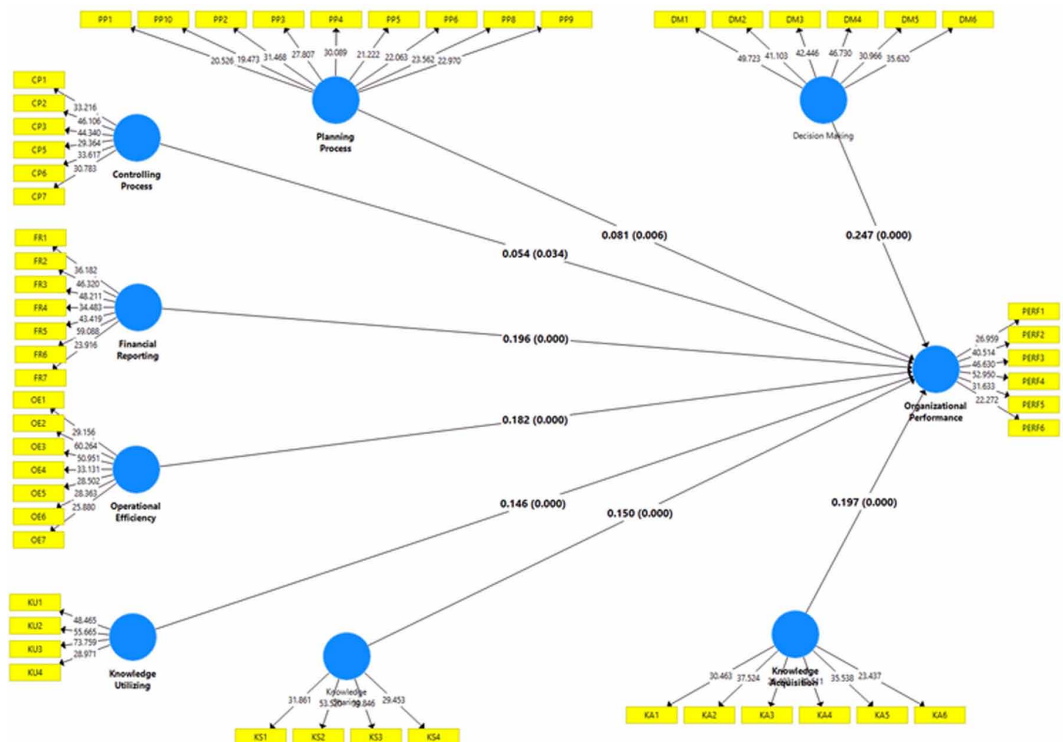 PP1 PP10 PP2 PP3 PP4 PP5 PP6 PP8 PP9
20.526 19.473 31.468 27.807 30.089 21.222 22.063 23.562 22.970
Planning
Process
DM1 DM2 DM3 DM4 DM5 DM6
49.723 41.103 42.446 46.730 30.966 35.620
Decision Making
CP1
CP2
CP3
CP5
CP6
CP7
33.216
46.106
44.340
29.364
33.617
30.783
Controlling
Process
0.081 (0.006)
0.247 (0.000)
0.054 (0.034)
FR1
FR2
FR3
FR4
FR5
FR6
FR7
36.182
46.320
48.211
34.483
43.419
59.088
23.916
Financial
Reporting
0.196 (0.000)
PERF1
PERF2
PERF3
PERF4
PERF5
PERF6
26.959
40.514
46.630
52.950
31.633
22.272
Organizational
Performance
OE1
OE2
OE3
OE4
OE5
OE6
OE7
29.156
60.264
50.951
33.131
28.502
28.363
25.880
Operational
Efficiency
0.182 (0.000)
0.146 (0.000)
0.150 (0.000)
0.197 (0.000)
KU1
KU2
KU3
KU4
48.465
55.665
73.759
28.971
Knowledge
Utilizing
Knowledge
Sharing
31.861 29.453
KS1 KS2 KS3 KS4
Knowledge
Acquisition
30.463 37.524 35.538 23.437
KA1 KA2 KA3 KA4 KA5 KA6